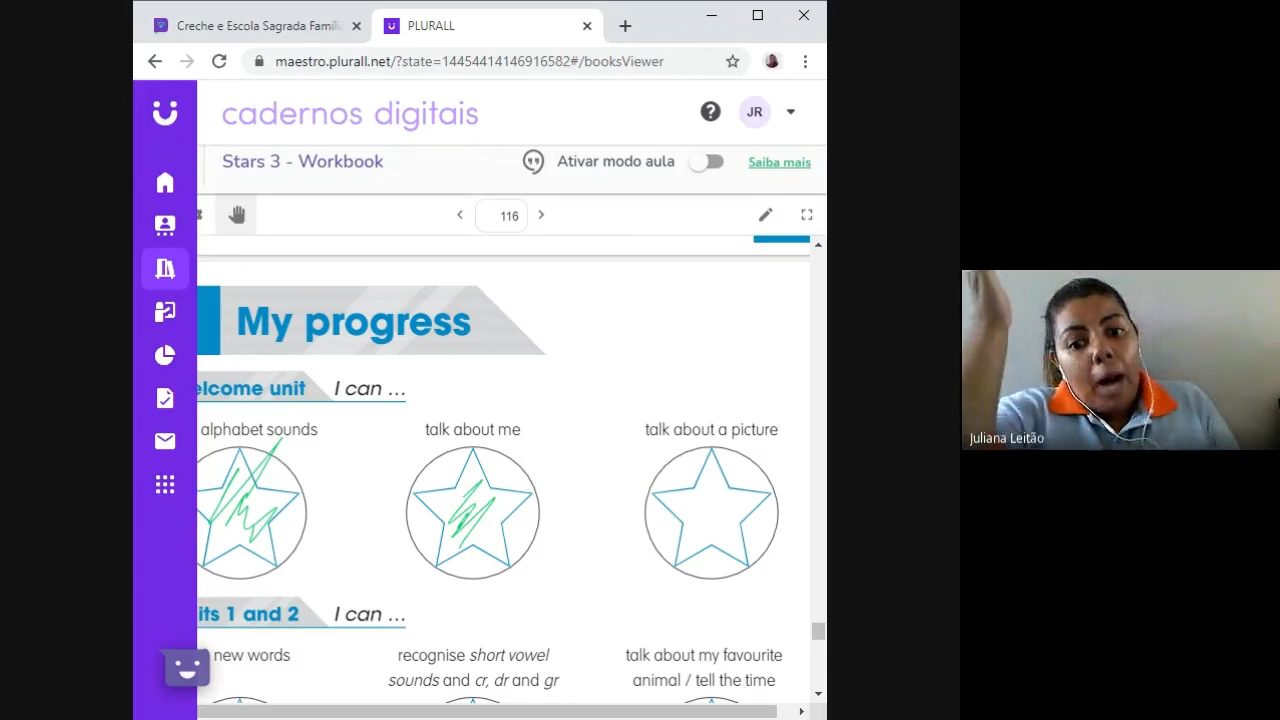 Creche e Escola Sagrada Famíli
PLURALL
maestro.plurall.net/?state=14454414146916582#/booksViewer
cadernos digitais
JR
Stars 3 - Workbook
Ativar modo aula
Saiba mais
116
My progress
elcome unit I can ...
alphabet sounds
talk about me
talk about a picture
its 1 and 2 I can ...
new words
recognise short vowel
sounds and cr, dr and gr
talk about my favourite
animal / tell the time
Juliana Leitão